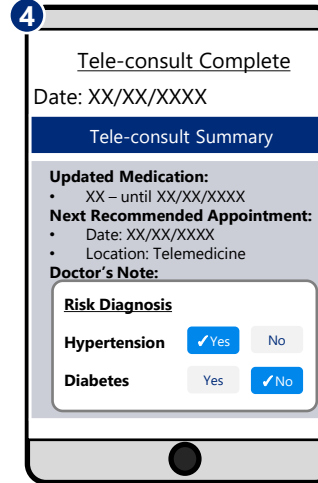 4
Tele-consult Complete
Date: XX/XX/XXXX
Tele-consult Summary
Updated Medication:
• XX – until XX/XX/XXXX
Next Recommended Appointment:
• Date: XX/XX/XXXX
• Location: Telemedicine
Doctor's Note:
Risk Diagnosis
Hypertension ✓Yes No
Diabetes Yes ✓No